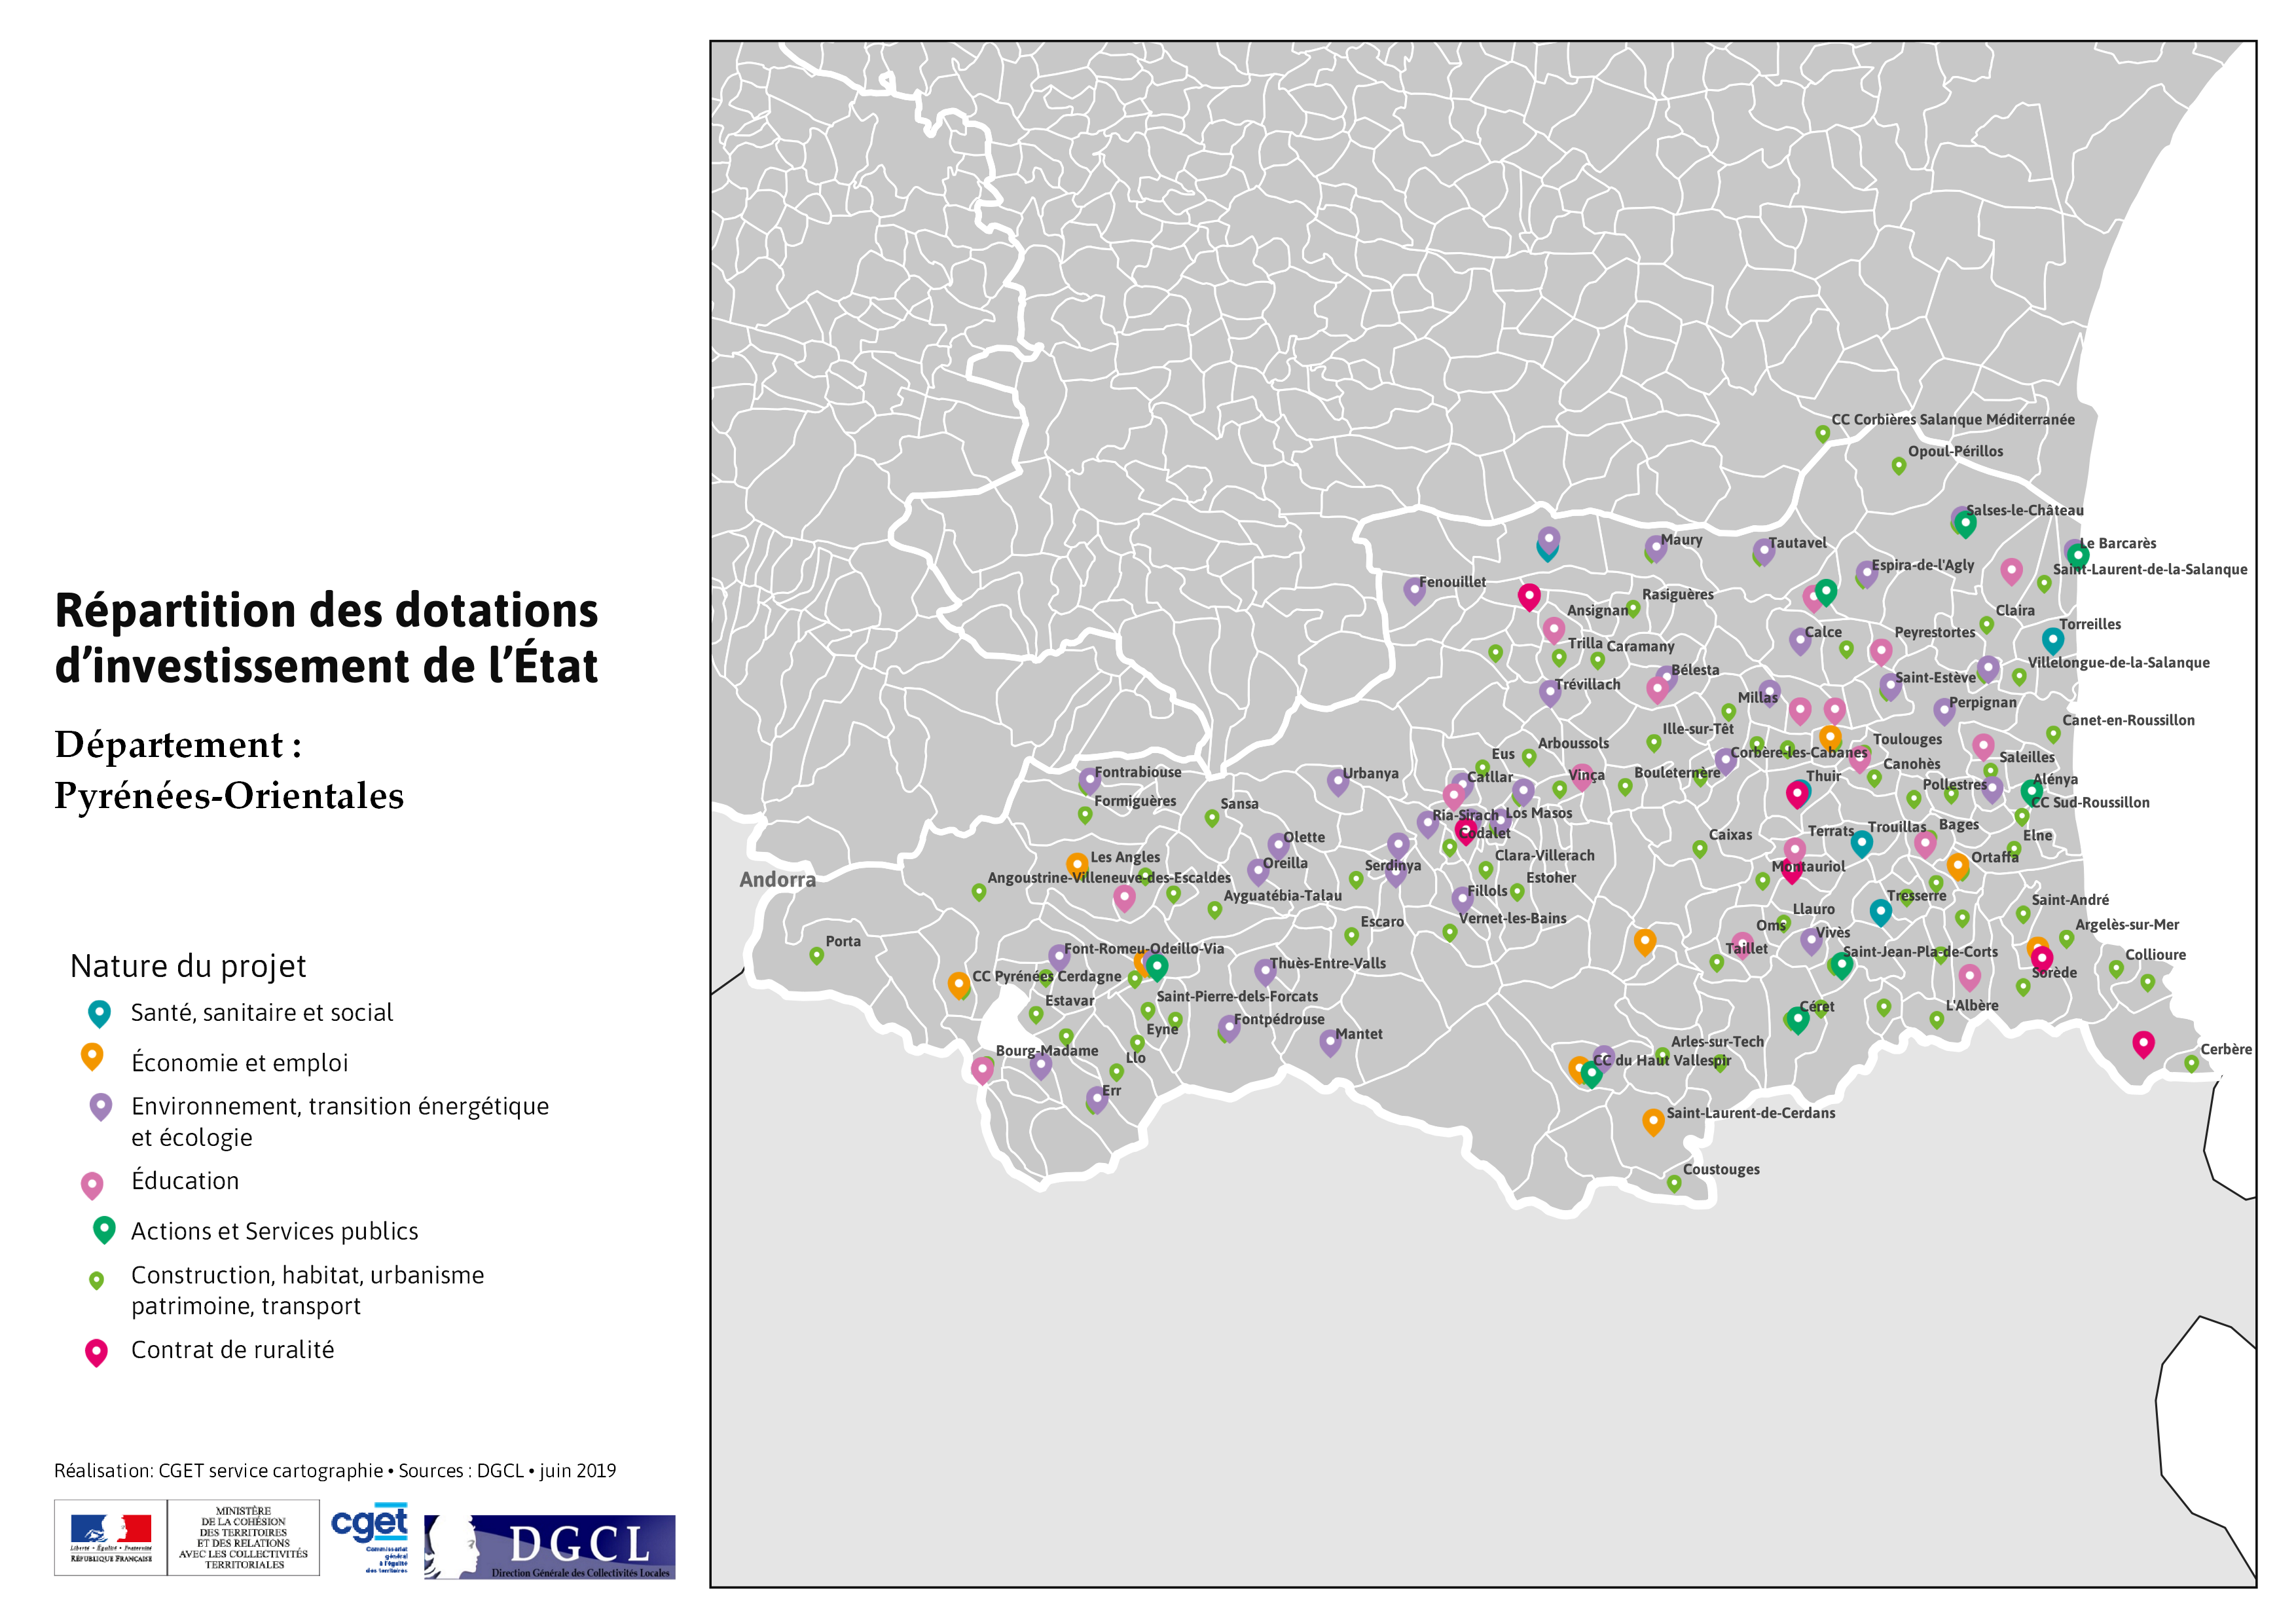 Répartition des dotations
d'investissement de l'État
Département :
Pyrénées-Orientales
Nature du projet
Santé, sanitaire et social
Économie et emploi
Environnement, transition énergétique
et écologie
Éducation
Actions et Services publics
Construction, habitat, urbanisme
patrimoine, transport
Contrat de ruralité
Réalisation: CGET service cartographie • Sources : DGCL • juin 2019
Liberté • Égalité • Fraternité
RÉPUBLIQUE FRANÇAISE
MINISTÈRE
DE LA COHÉSION
DES TERRITOIRES
ET DES RELATIONS
AVEC LES COLLECTIVITÉS
TERRITORIALES
cget
Commissariat
général
à l'égalité
des territoires
DGCL
Direction Générale des Collectivités Locales
CC Corbières Salanque Méditerranée
Opoul-Périllos
Salses-le-Château
Maury
Tautavel
Le Barcarès
Espira-de-l'Agly
Saint-Laurent-de-la-Salanque
Fenouillet
Rasiguères
Ansignan
Claira
Torreilles
Calce
Peyrestortes
Trilla
Caramany
Villelongue-de-la-Salanque
Bélesta
Saint-Estève
Trévillach
Millas
Perpignan
Canet-en-Roussillon
Ille-sur-Têt
Arboussols
Toulouges
Eus
Corbère-les-Cabanes
Saleilles
Canohès
Fontrabiouse
Urbanya
Catllar
Vinça
Bouleternère
Thuir
Pollestres
Alénya
Formiguères
Sansa
CC Sud-Roussillon
Ria-Sirach
Los Masos
Codalet
Olette
Caixas
Terrats
Trouillas
Bages
Elne
Les Angles
Oreilla
Serdinya
Clara-Villerach
Montauriol
Ortaffa
Andorra
Angoustrine-Villeneuve-des-Escaldes
Estoher
Ayguatébia-Talau
Fillols
Tresserre
Saint-André
Escaro
Vernet-les-Bains
Llauro
Oms
Argelès-sur-Mer
Porta
Vivès
Font-Romeu-Odeillo-Via
Taillet
Saint-Jean-Pla-de-Corts
Collioure
Thuès-Entre-Valls
CC Pyrénées Cerdagne
Sorède
Estavar
Saint-Pierre-dels-Forcats
Céret
L'Albère
Fontpédrouse
Eyne
Mantet
Arles-sur-Tech
Bourg-Madame
Llo
CC du Haut Vallespir
Cerbère
Err
Saint-Laurent-de-Cerdans
Coustouges